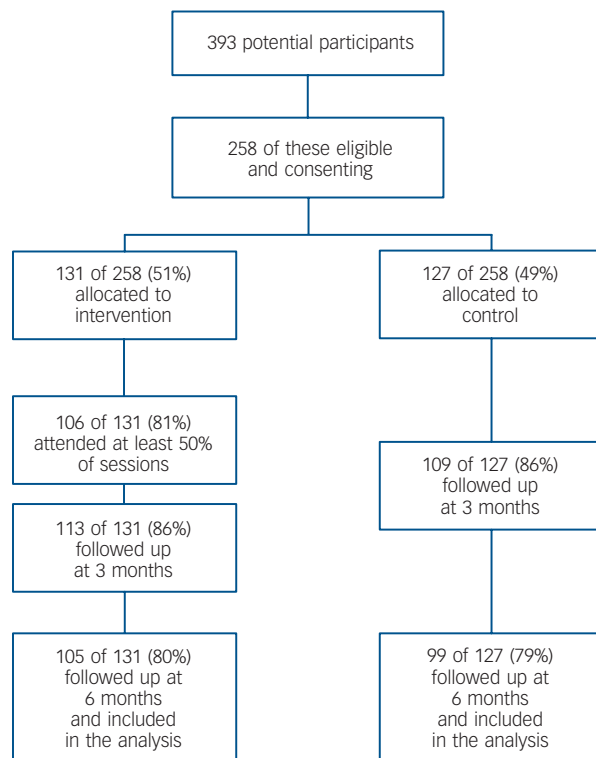 393 potential participants
258 of these eligible
and consenting
131 of 258 (51%)
allocated to
intervention
127 of 258 (49%)
allocated to
control
106 of 131 (81%)
attended at least 50%
of sessions
109 of 127 (86%)
followed up
at 3 months
113 of 131 (86%)
followed up
at 3 months
105 of 131 (80%)
followed up at
6 months
and included
in the analysis
99 of 127 (79%)
followed up at
6 months
and included
in the analysis